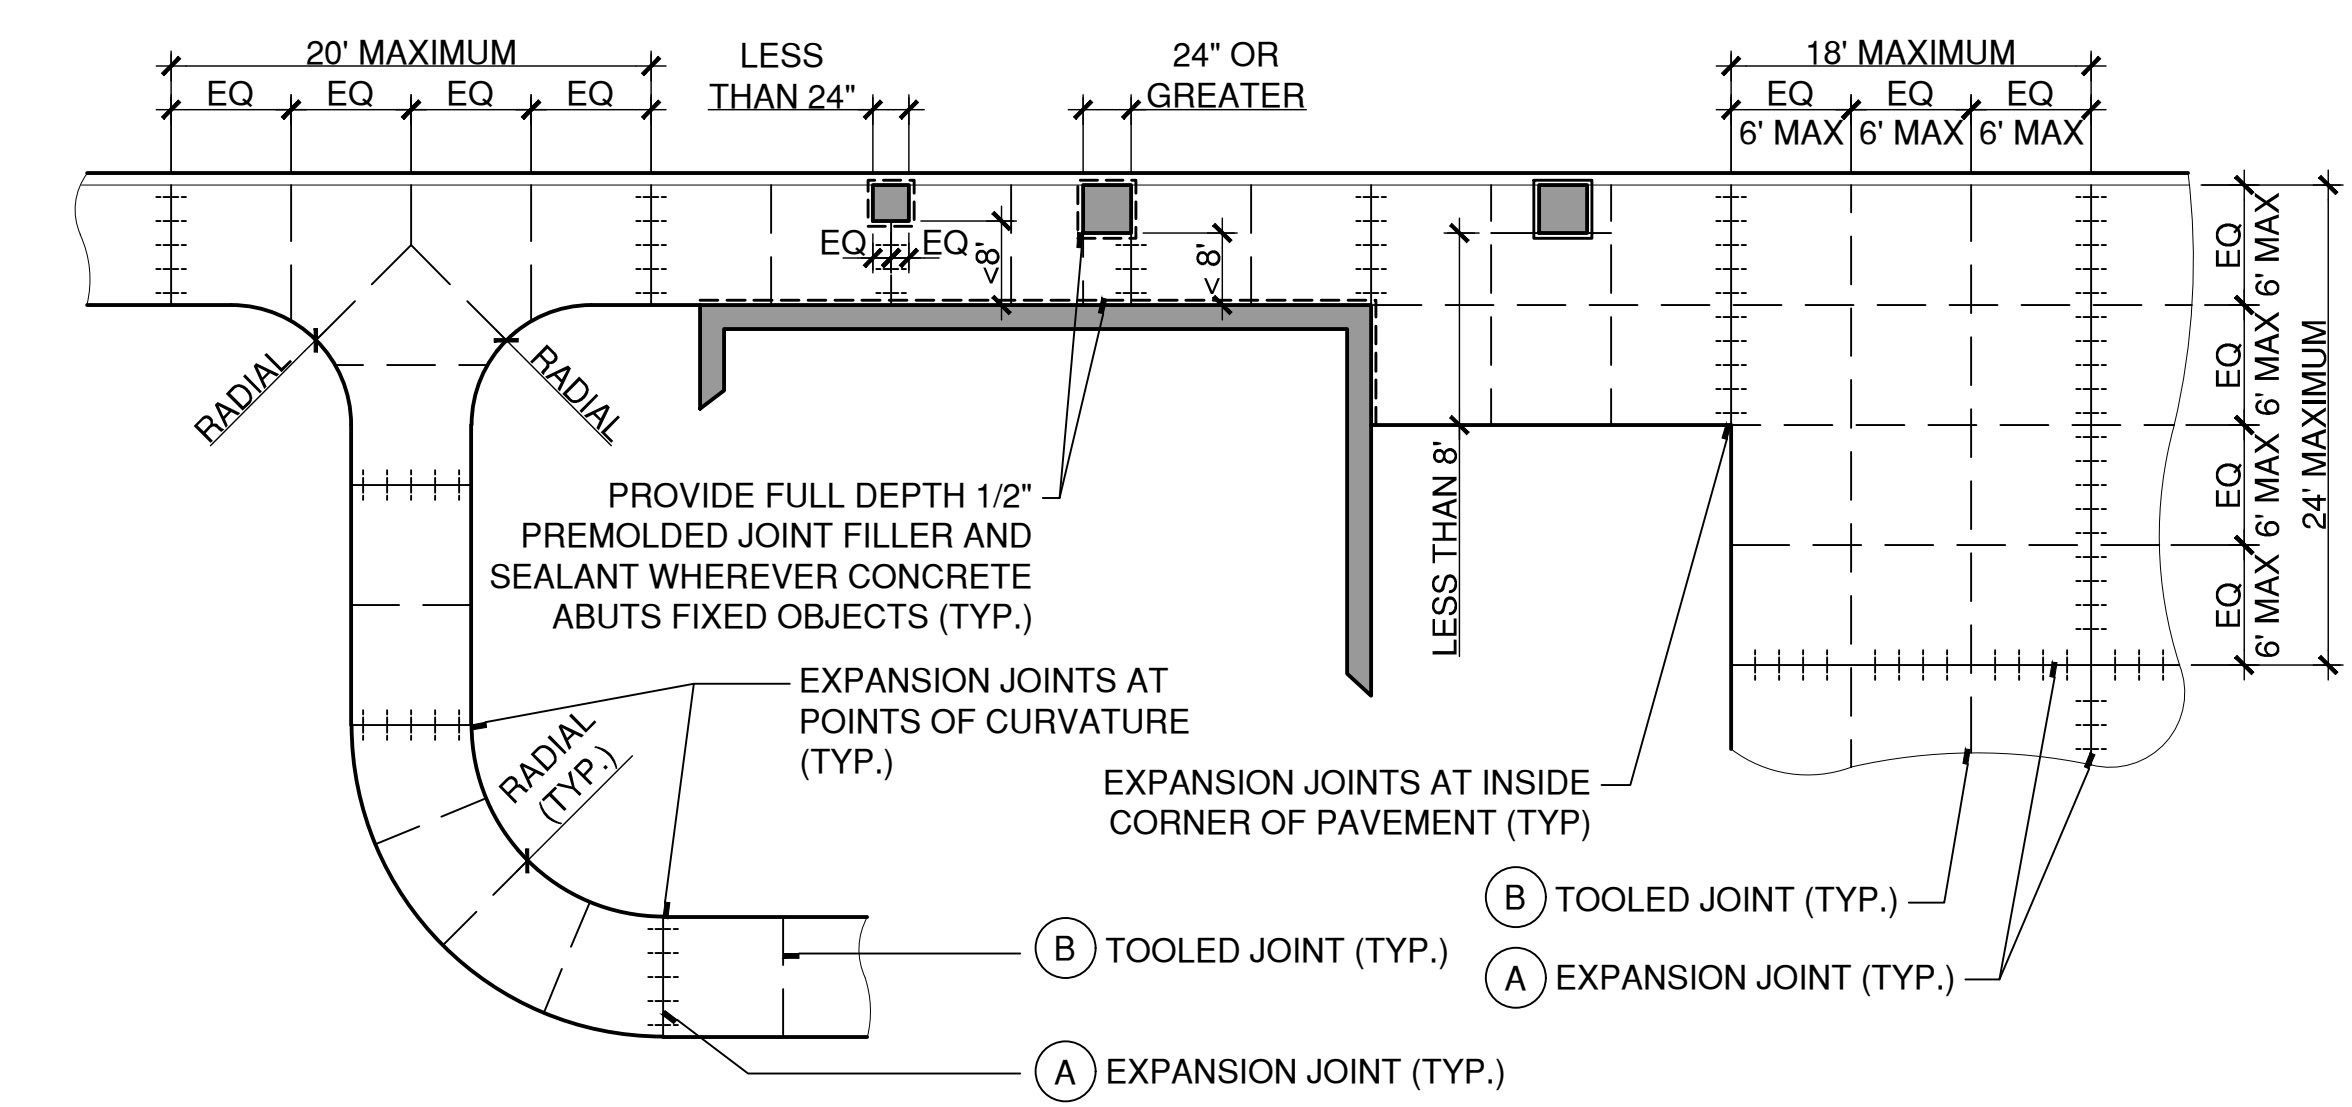 20' MAXIMUM
EQ EQ EQ EQ
LESS
THAN 24"
24" OR
GREATER
18' MAXIMUM
EQ EQ EQ
6' MAX 6' MAX 6' MAX
EQ EQ
<8'
<8'
RADIAL
RADIAL
EQ EQ EQ EQ
6' MAX 6' MAX 6' MAX 6' MAX
24' MAXIMUM
LESS THAN 8'
PROVIDE FULL DEPTH 1/2"
PREMOLDED JOINT FILLER AND
SEALANT WHEREVER CONCRETE
ABUTS FIXED OBJECTS (TYP.)
EXPANSION JOINTS AT
POINTS OF CURVATURE
(TYP.)
RADIAL
(TYP.)
EXPANSION JOINTS AT INSIDE
CORNER OF PAVEMENT (TYP)
B TOOLED JOINT (TYP.)
A EXPANSION JOINT (TYP.)
B TOOLED JOINT (TYP.)
A EXPANSION JOINT (TYP.)